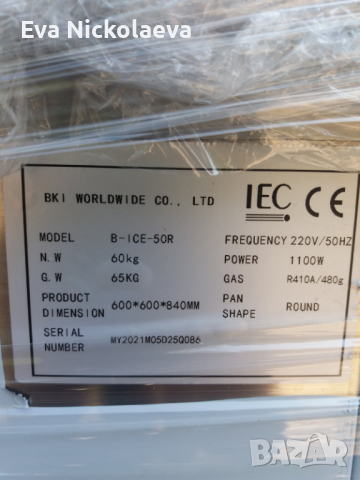 Eva Nickolaeva
BKI WORLDWIDE CO., LTD IEC. CE
MODEL B-ICE-50R FREQUENCY 220V/50HZ
N.W 60kg POWER 1100W
G.W 65KG GAS R410A/480g
PRODUCT DIMENSION 600*600*840MM PAN SHAPE ROUND
SERIAL NUMBER MY2021M05D25Q086
BAZAR